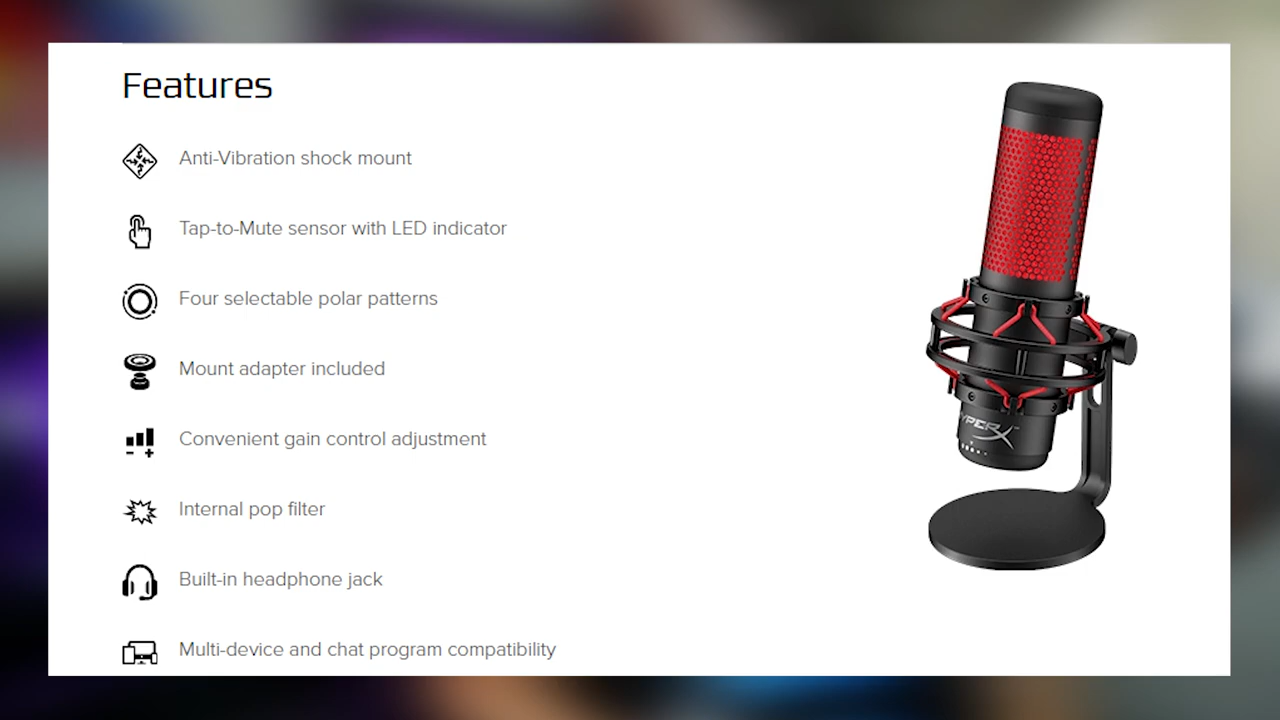 Features
Anti-Vibration shock mount
Tap-to-Mute sensor with LED indicator
Four selectable polar patterns
Mount adapter included
Convenient gain control adjustment
Internal pop filter
Built-in headphone jack
Multi-device and chat program compatibility